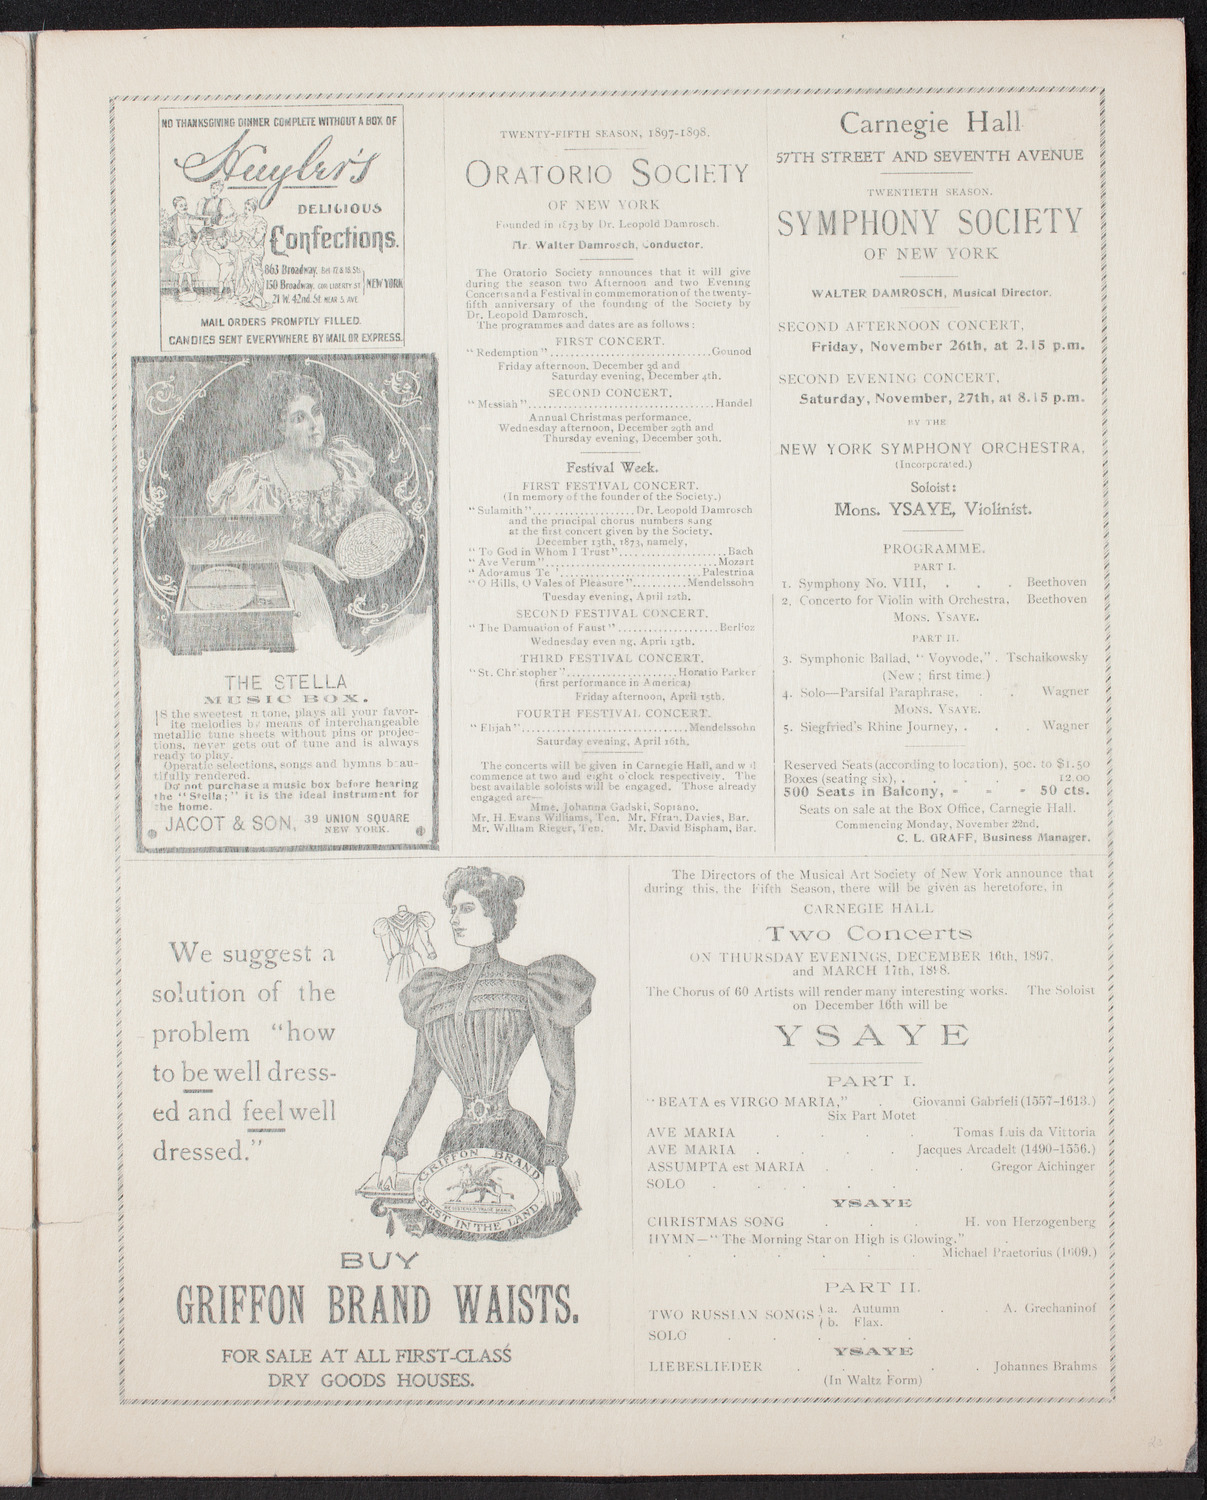 NO THANKSGIVING DINNER COMPLETE WITHOUT A BOX OF
Huyler's
DELICIOUS
Confections.
863 Broadway, Bet. 17 & 18 Sts.
150 Broadway, COR. LIBERTY ST.
21 W. 42nd. St. NEAR 5. AVE.
NEW YORK
MAIL ORDERS PROMPTLY FILLED.
CANDIES SENT EVERYWHERE BY MAIL OR EXPRESS.
Stella
THE STELLA
MUSIC BOX.
IS the sweetest in tone, plays all your favor-
ite melodies by means of interchangeable
metallic tune sheets without pins or projec-
tions, never gets out of tune and is always
ready to play.
Operatic selections, songs and hymns beau-
tifully rendered.
Do not purchase a music box before hearing
the "Stella;" it is the ideal instrument for
the home.
JACOT & SON, 39 UNION SQUARE
NEW YORK.
TWENTY-FIFTH SEASON, 1897-1898.
ORATORIO SOCIETY
OF NEW YORK
Founded in 1873 by Dr. Leopold Damrosch.
Mr. Walter Damrosch, Conductor.
The Oratorio Society announces that it will give
during the season two Afternoon and two Evening
Concerts and a Festival in commemoration of the twenty-
fifth anniversary of the founding of the Society by
Dr. Leopold Damrosch.
The programmes and dates are as follows:
FIRST CONCERT.
"Redemption"................................Gounod
Friday afternoon, December 3d and
Saturday evening, December 4th.
SECOND CONCERT.
"Messiah"....................................Handel
Annual Christmas performance.
Wednesday afternoon, December 29th and
Thursday evening, December 30th.
Festival Week.
FIRST FESTIVAL CONCERT.
(In memory of the founder of the Society.)
"Sulamith"....................Dr. Leopold Damrosch
and the principal chorus numbers sung
at the first concert given by the Society,
December 13th, 1873, namely,
"To God in Whom I Trust".....................Bach
"Ave Verum"..................................Mozart
"Adoramus Te"............................Palestrina
"O Hills, O Vales of Pleasure"..........Mendelssohn
Tuesday evening, April 12th.
SECOND FESTIVAL CONCERT.
"The Damnation of Faust"....................Berlioz
Wednesday evening, April 13th.
THIRD FESTIVAL CONCERT.
"St. Christopher"......................Horatio Parker
(first performance in America)
Friday afternoon, April 15th.
FOURTH FESTIVAL CONCERT.
"Elijah".................................Mendelssohn
Saturday evening, April 16th.
The concerts will be given in Carnegie Hall, and will
commence at two and eight o'clock respectively. The
best available soloists will be engaged. Those already
engaged are—
Mme. Johanna Gadski, Soprano.
Mr. H. Evans Williams, Ten. Mr. Ffran. Davies, Bar.
Mr. William Rieger, Ten. Mr. David Bispham, Bar.
Carnegie Hall
57TH STREET AND SEVENTH AVENUE
TWENTIETH SEASON.
SYMPHONY SOCIETY
OF NEW YORK
WALTER DAMROSCH, Musical Director.
SECOND AFTERNOON CONCERT,
Friday, November 26th, at 2.15 p.m.
SECOND EVENING CONCERT,
Saturday, November, 27th, at 8.15 p.m.
BY THE
NEW YORK SYMPHONY ORCHESTRA,
(Incorporated.)
Soloist:
Mons. YSAYE, Violinist.
PROGRAMME.
PART I.
1. Symphony No. VIII, . . . Beethoven
2. Concerto for Violin with Orchestra, Beethoven
MONS. YSAYE.
PART II.
3. Symphonic Ballad, "Voyvode," . Tschaikowsky
(New; first time)
4. Solo—Parsifal Paraphrase, . Wagner
MONS. YSAYE.
5. Siegfried's Rhine Journey, . . . Wagner
Reserved Seats (according to location), 50c. to $1.50
Boxes (seating six), . . . . 12.00
500 Seats in Balcony, - - - 50 cts.
Seats on sale at the Box Office, Carnegie Hall.
Commencing Monday, November 22nd.
C. L. GRAFF, Business Manager.
We suggest a
solution of the
problem "how
to be well dress-
ed and feel well
dressed."
GRIFFON BRAND
REGISTERED TRADE MARK
BEST IN THE LAND
BUY
GRIFFON BRAND WAISTS.
FOR SALE AT ALL FIRST-CLASS
DRY GOODS HOUSES.
The Directors of the Musical Art Society of New York announce that
during this, the Fifth Season, there will be given as heretofore, in
CARNEGIE HALL
Two Concerts
ON THURSDAY EVENINGS, DECEMBER 16th, 1897,
and MARCH 17th, 1898.
The Chorus of 60 Artists will render many interesting works. The Soloist
on December 16th will be
YSAYE
PART I.
"BEATA es VIRGO MARIA," . Giovanni Gabrieli (1557-1613.)
Six Part Motet
AVE MARIA . . . . Tomas Luis da Vittoria
AVE MARIA . . . . Jacques Arcadelt (1490-1556.)
ASSUMPTA est MARIA . . . . Gregor Aichinger
SOLO . . . . .
YSAYE
CHRISTMAS SONG . . H. von Herzogenberg
HYMN—"The Morning Star on High is Glowing." .
. . . . . . Michael Praetorius (1609.)
PART II.
TWO RUSSIAN SONGS { a. Autumn . . A. Grechaninof
{ b. Flax.
SOLO . . . . .
YSAYE
LIEBESLIEDER . . . . . Johannes Brahms
(In Waltz Form)